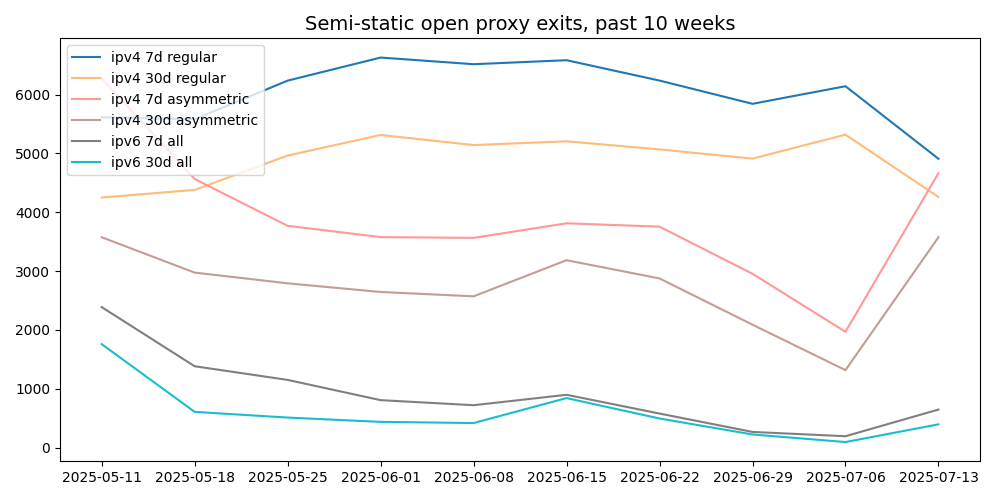 Semi-static open proxy exits, past 10 weeks
ipv4 7d regular
ipv4 30d regular
ipv4 7d asymmetric
ipv4 30d asymmetric
ipv6 7d all
ipv6 30d all
6000
5000
4000
3000
2000
1000
0
2025-05-11 2025-05-18 2025-05-25 2025-06-01 2025-06-08 2025-06-15 2025-06-22 2025-06-29 2025-07-06 2025-07-13